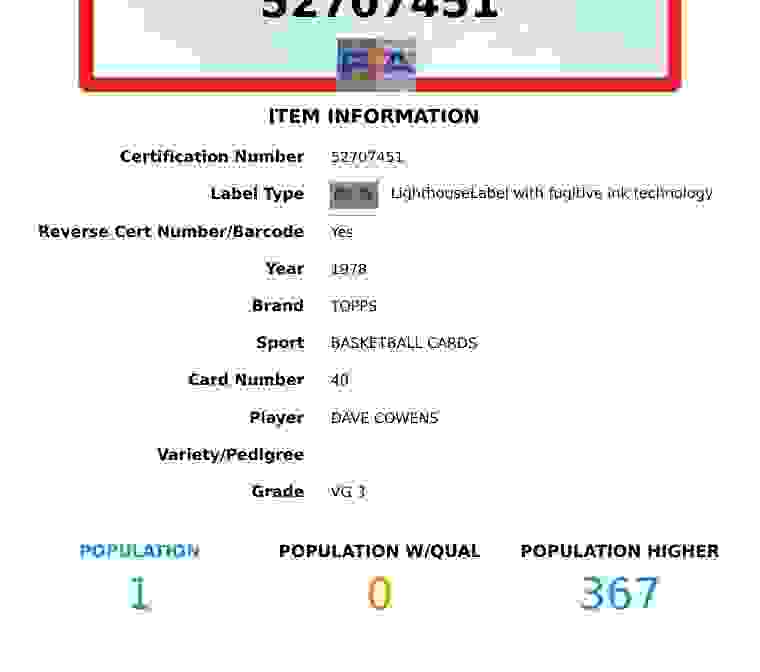 52707451
PSA
ITEM INFORMATION
Certification Number 52707451
Label Type LighthouseLabel with fugitive ink technology
Reverse Cert Number/Barcode Yes
Year 1978
Brand TOPPS
Sport BASKETBALL CARDS
Card Number 40
Player DAVE COWENS
Variety/Pedigree
Grade VG 3
POPULATION POPULATION W/QUAL POPULATION HIGHER
1 0 367